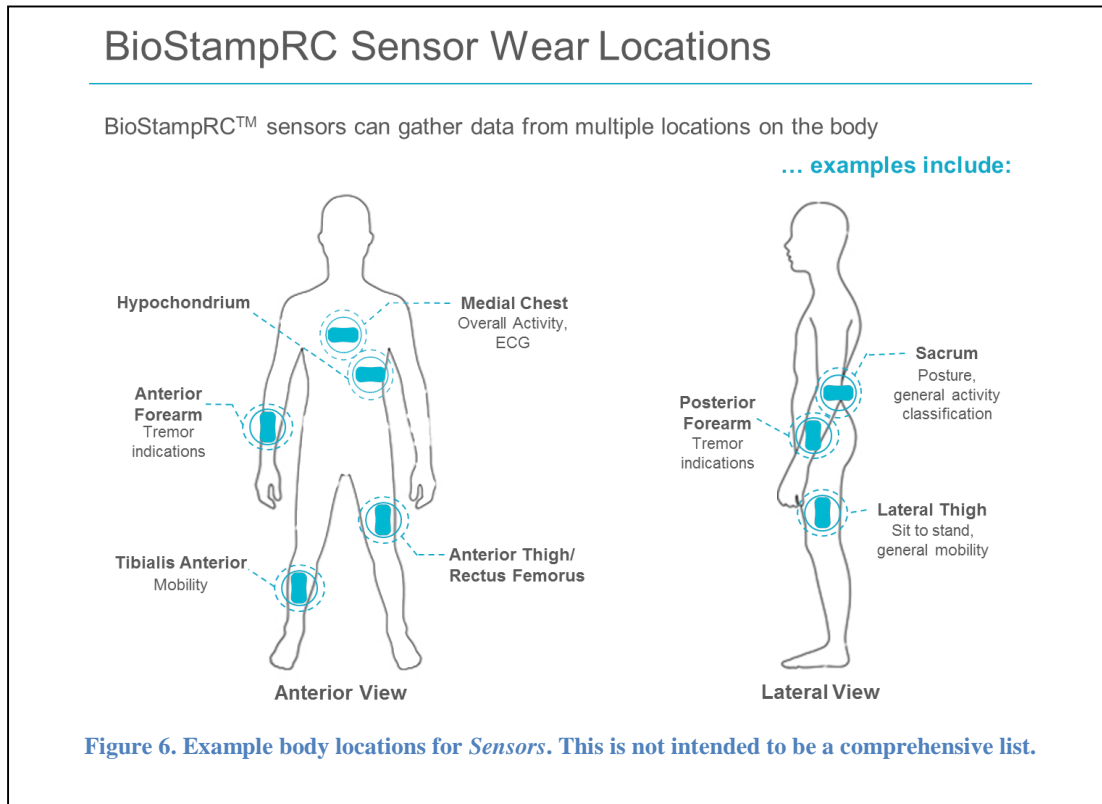 BioStampRC Sensor Wear Locations
BioStampRC™ sensors can gather data from multiple locations on the body
... examples include:
Hypochondrium
Medial Chest
Overall Activity,
ECG
Anterior
Forearm
Tremor
indications
Tibialis Anterior
Mobility
Anterior Thigh/
Rectus Femorus
Anterior View
Sacrum
Posture,
general activity
classification
Posterior
Forearm
Tremor
indications
Lateral Thigh
Sit to stand,
general mobility
Lateral View
Figure 6. Example body locations for Sensors. This is not intended to be a comprehensive list.